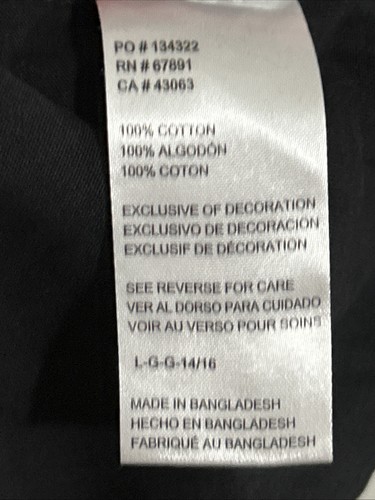 PO # 134322
RN # 67891
CA # 43063
100% COTTON
100% ALGODÓN
100% COTON
EXCLUSIVE OF DECORATION
EXCLUSIVO DE DECORACION
EXCLUSIF DE DÉCORATION
SEE REVERSE FOR CARE
VER AL DORSO PARA CUIDADO
VOIR AU VERSO POUR SOINS
L-G-G-14/16
MADE IN BANGLADESH
HECHO EN BANGLADESH
FABRIQUÉ AU BANGLADESH